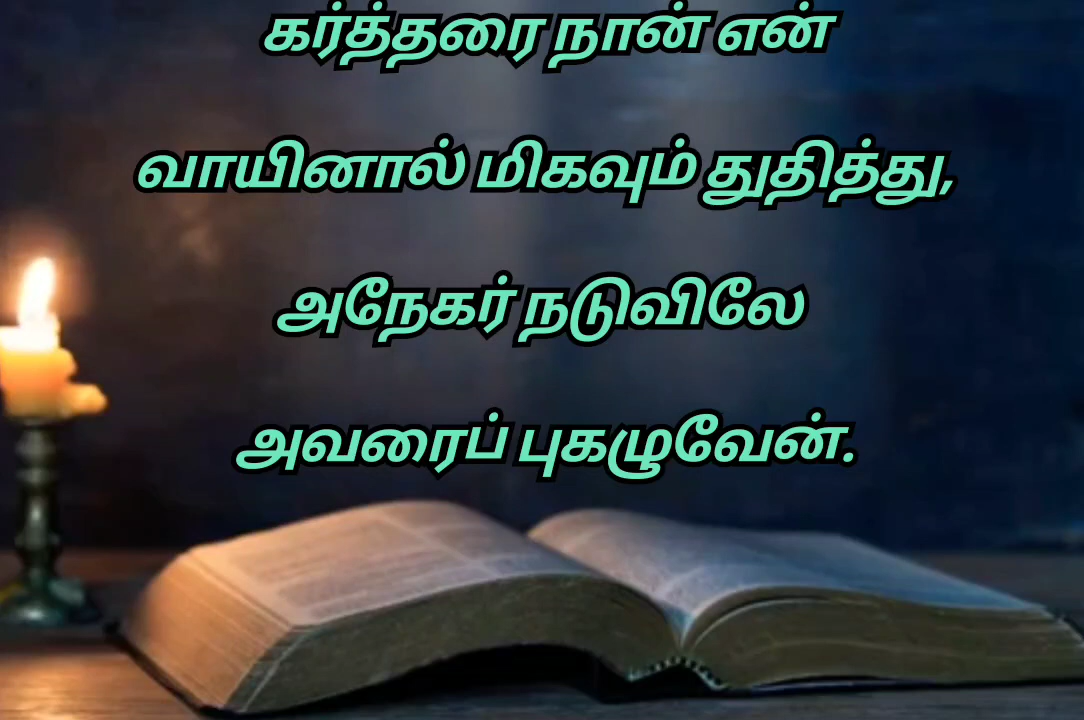 கர்த்தரை நான் என்
வாயினால் மிகவும் துதித்து,
அநேகர் நடுவிலே
அவரைப் புகழுவேன்.